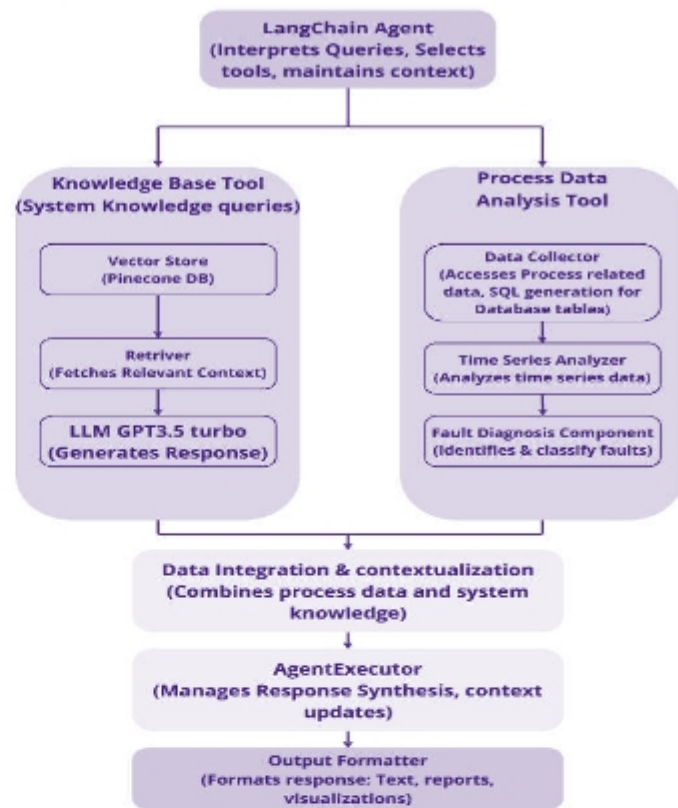 LangChain Agent
(Interprets Queries, Selects
tools, maintains context)
Knowledge Base Tool
(System Knowledge queries)
Vector Store
(Pinecone DB)
Retriver
(Fetches Relevant Context)
LLM GPT3.5 turbo
(Generates Response)
Process Data
Analysis Tool
Data Collector
(Accesses Process related
data, SQL generation for
Database tables)
Time Series Analyzer
(Analyzes time series data)
Fault Diagnosis Component
(Identifies & classify faults)
Data Integration & contextualization
(Combines process data and system
knowledge)
AgentExecutor
(Manages Response Synthesis, context
updates)
Output Formatter
(Formats response: Text, reports,
visualizations)